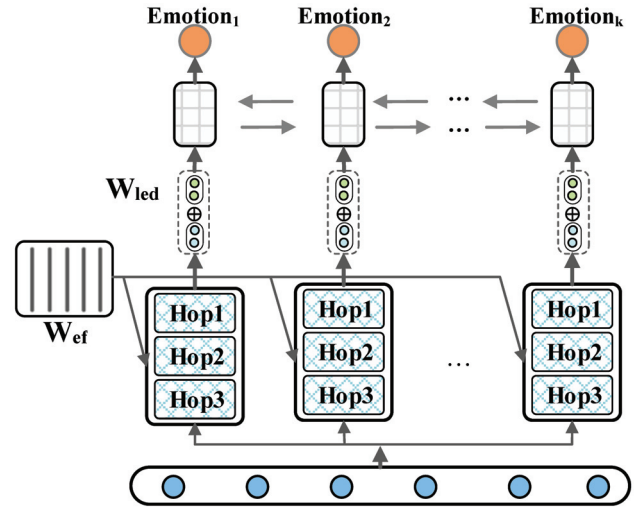 Emotion₁ Emotion₂ Emotionₖ
... 
...
W_led
W_ef
Hop1 Hop1 Hop1
Hop2 Hop2 ... Hop2
Hop3 Hop3 Hop3